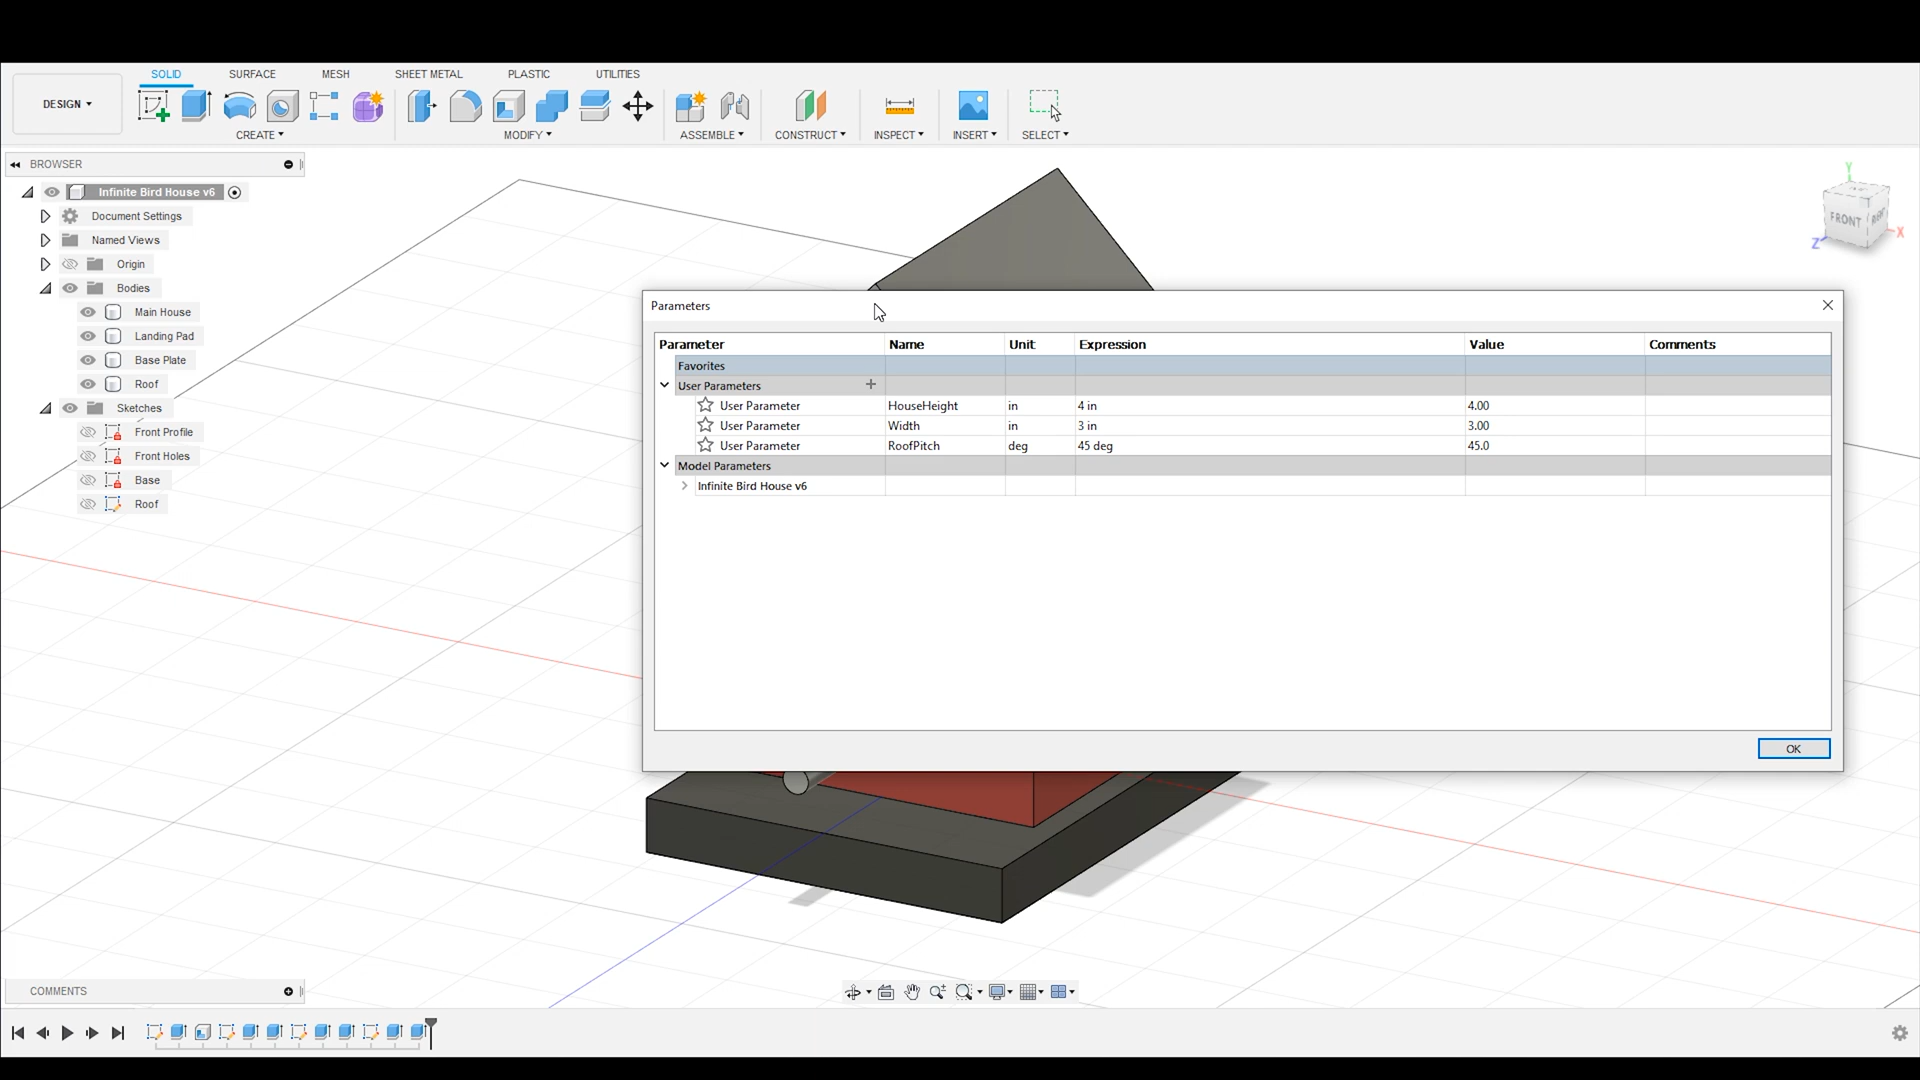 SOLID SURFACE MESH SHEET METAL PLASTIC UTILITIES
DESIGN
CREATE MODIFY ASSEMBLE CONSTRUCT INSPECT INSERT SELECT
BROWSER
Infinite Bird House v6
Document Settings
Named Views
Origin
Bodies
Main House
Landing Pad
Base Plate
Roof
Sketches
Front Profile
Front Holes
Base
Roof
Y
FRONT RIGHT
X
Z
Parameters
Parameter Name Unit Expression Value Comments
Favorites
User Parameters
User Parameter HouseHeight in 4 in 4.00
User Parameter Width in 3 in 3.00
User Parameter RoofPitch deg 45 deg 45.0
Model Parameters
Infinite Bird House v6
OK
COMMENTS